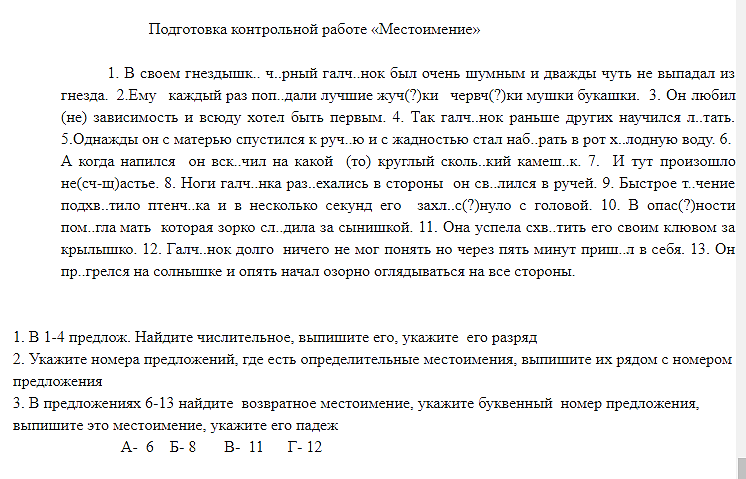 Подготовка контрольной работе «Местоимение»
1. В своем гнездышк.. ч..рный галч..нок был очень шумным и дважды чуть не выпадал из
гнезда. 2.Ему каждый раз поп..дали лучшие жуч(?)ки червч(?)ки мушки букашки. 3. Он любил
(не) зависимость и всюду хотел быть первым. 4. Так галч..нок раньше других научился л..тать.
5.Однажды он с матерью спустился к руч..ю и с жадностью стал наб..рать в рот х..лодную воду. 6.
А когда напился он вск..чил на какой (то) круглый сколь..кий камеш..к. 7. И тут произошло
не(сч-щ)астье. 8. Ноги галч..нка раз..ехались в стороны он св..лился в ручей. 9. Быстрое т..чение
подхв..тило птенч..ка и в несколько секунд его захл..с(?)нуло с головой. 10. В опас(?)ности
пом..гла мать которая зорко сл..дила за сынишкой. 11. Она успела схв..тить его своим клювом за
крылышко. 12. Галч..нок долго ничего не мог понять но через пять минут приш..л в себя. 13. Он
пр..грелся на солнышке и опять начал озорно оглядываться на все стороны.
1. В 1-4 предлож. Найдите числительное, выпишите его, укажите его разряд
2. Укажите номера предложений, где есть определительные местоимения, выпишите их рядом с номером
предложения
3. В предложениях 6-13 найдите возвратное местоимение, укажите буквенный номер предложения,
выпишите это местоимение, укажите его падеж
А- 6 Б- 8 В- 11 Г- 12